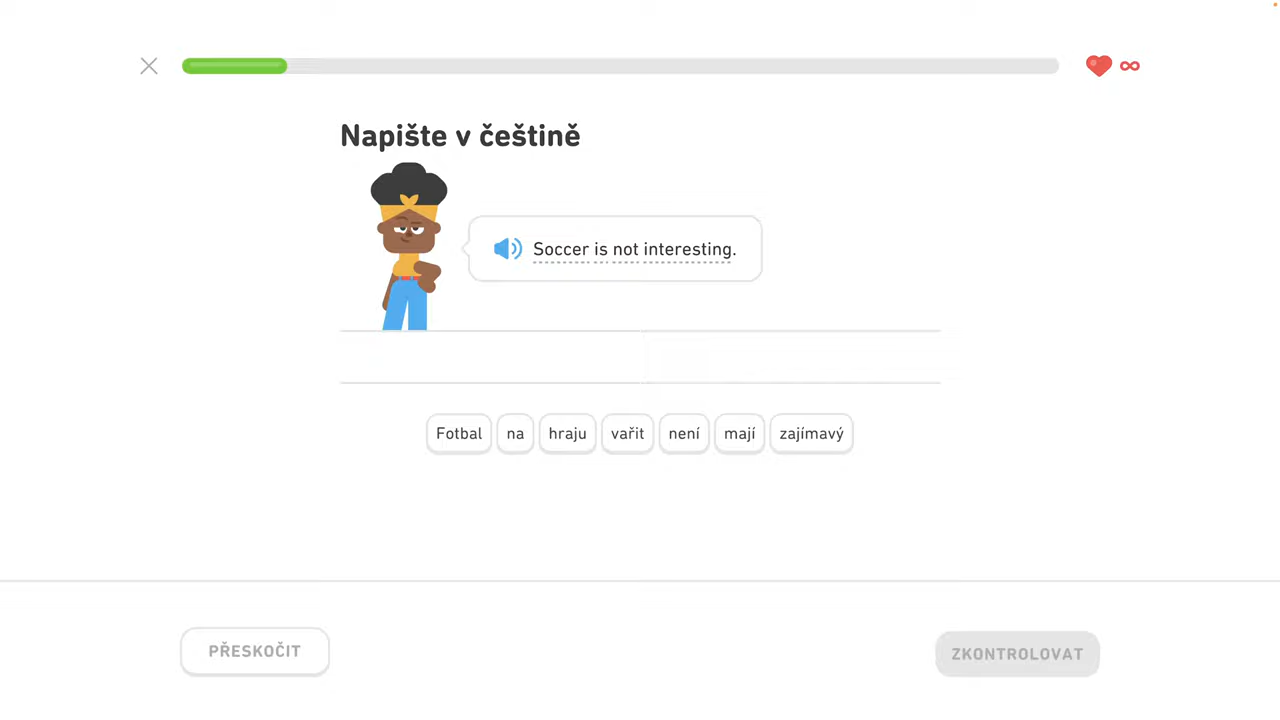 Napište v češtině
Soccer is not interesting.
Fotbal na hraju vařit není mají zajímavý
PŘESKOČIT ZKONTROLOVAT